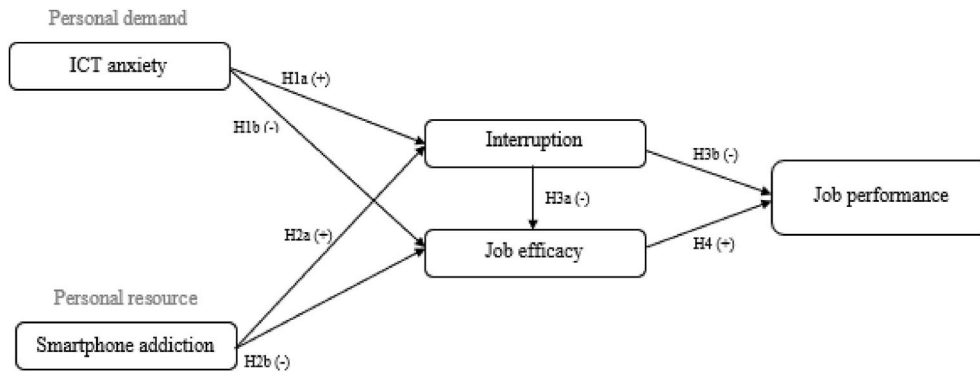 Personal demand
ICT anxiety
H1a (+)
H1b (-)
Interruption
H3b (-)
Job performance
H3a (-)
H2a (+)
Job efficacy
H4 (+)
Personal resource
Smartphone addiction
H2b (-)